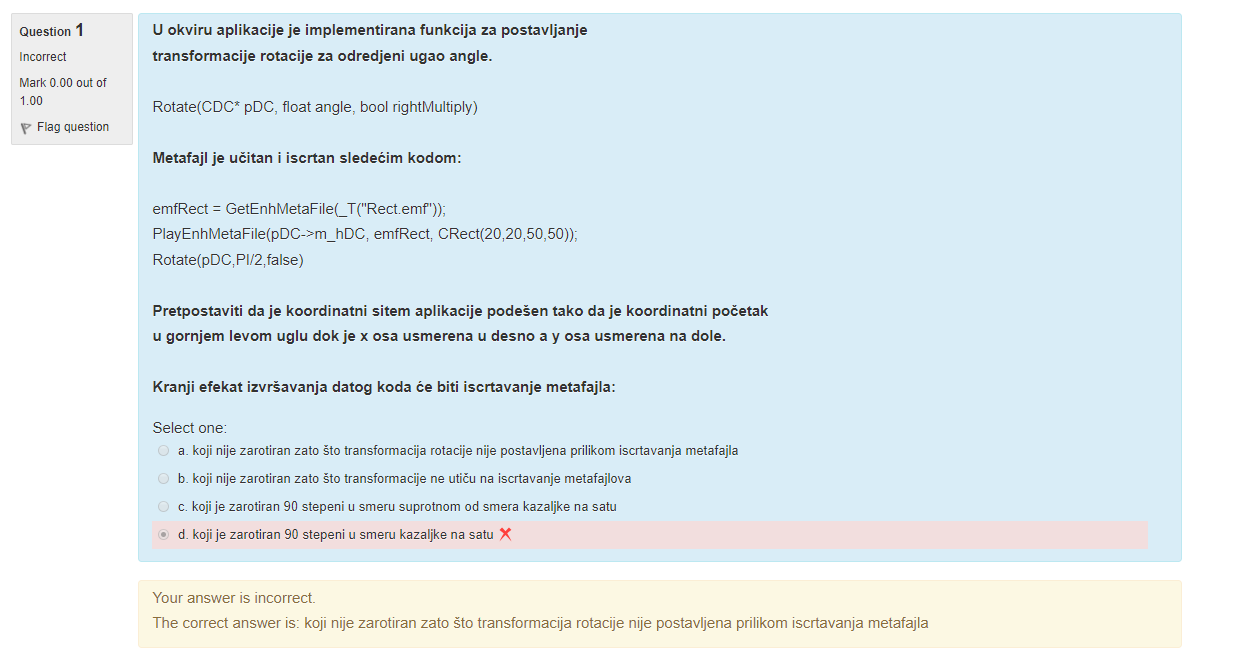 Question 1
Incorrect
Mark 0.00 out of
1.00
Flag question
U okviru aplikacije je implementirana funkcija za postavljanje
transformacije rotacije za odredjeni ugao angle.
Rotate(CDC* pDC, float angle, bool rightMultiply)
Metafajl je učitan i iscrtan sledećim kodom:
emfRect = GetEnhMetaFile(_T("Rect.emf"));
PlayEnhMetaFile(pDC->m_hDC, emfRect, CRect(20,20,50,50));
Rotate(pDC,PI/2,false)
Pretpostaviti da je koordinatni sitem aplikacije podešen tako da je koordinatni početak
u gornjem levom uglu dok je x osa usmerena u desno a y osa usmerena na dole.
Kranji efekat izvršavanja datog koda će biti iscrtavanje metafajla:
Select one:
a. koji nije zarotiran zato što transformacija rotacije nije postavljena prilikom iscrtavanja metafajla
b. koji nije zarotiran zato što transformacije ne utiču na iscrtavanje metafajlova
c. koji je zarotiran 90 stepeni u smeru suprotnom od smera kazaljke na satu
d. koji je zarotiran 90 stepeni u smeru kazaljke na satu
Your answer is incorrect.
The correct answer is: koji nije zarotiran zato što transformacija rotacije nije postavljena prilikom iscrtavanja metafajla